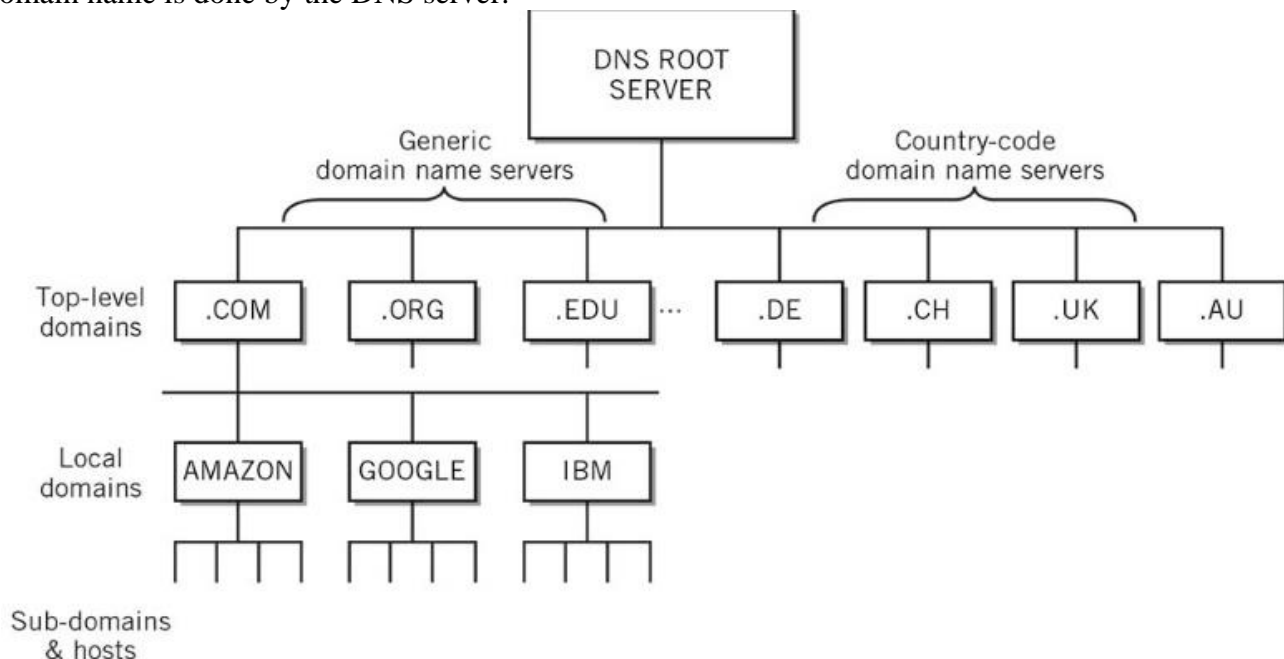 domain name is done by the DNS server.
DNS ROOT
SERVER
Generic
domain name servers
Country-code
domain name servers
Top-level
domains
.COM
.ORG
.EDU
...
.DE
.CH
.UK
.AU
Local
domains
AMAZON
GOOGLE
IBM
Sub-domains
& hosts